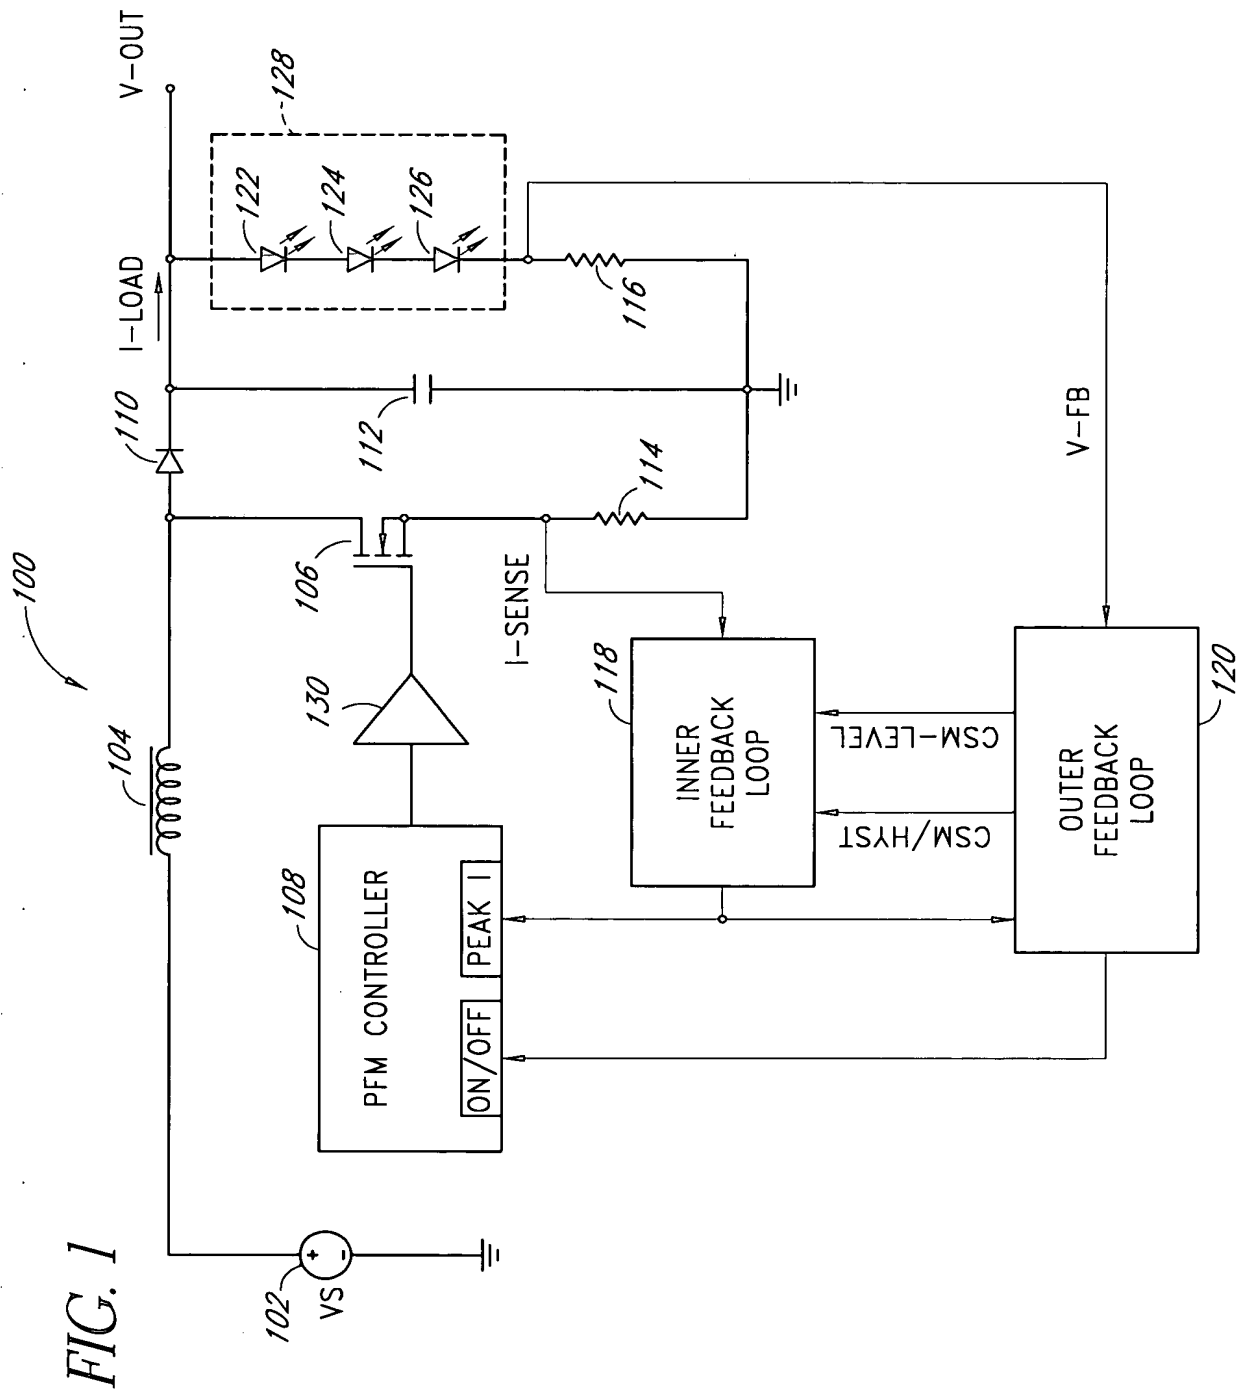 FIG. 1
100
102
VS
104
110
I-LOAD
V-OUT
106
130
108
PFM CONTROLLER
ON/OFF
PEAK I
112
114
116
122
124
126
128
I-SENSE
118
INNER
FEEDBACK
LOOP
CSM/HYST
CSM-LEVEL
V-FB
OUTER
FEEDBACK
LOOP
120